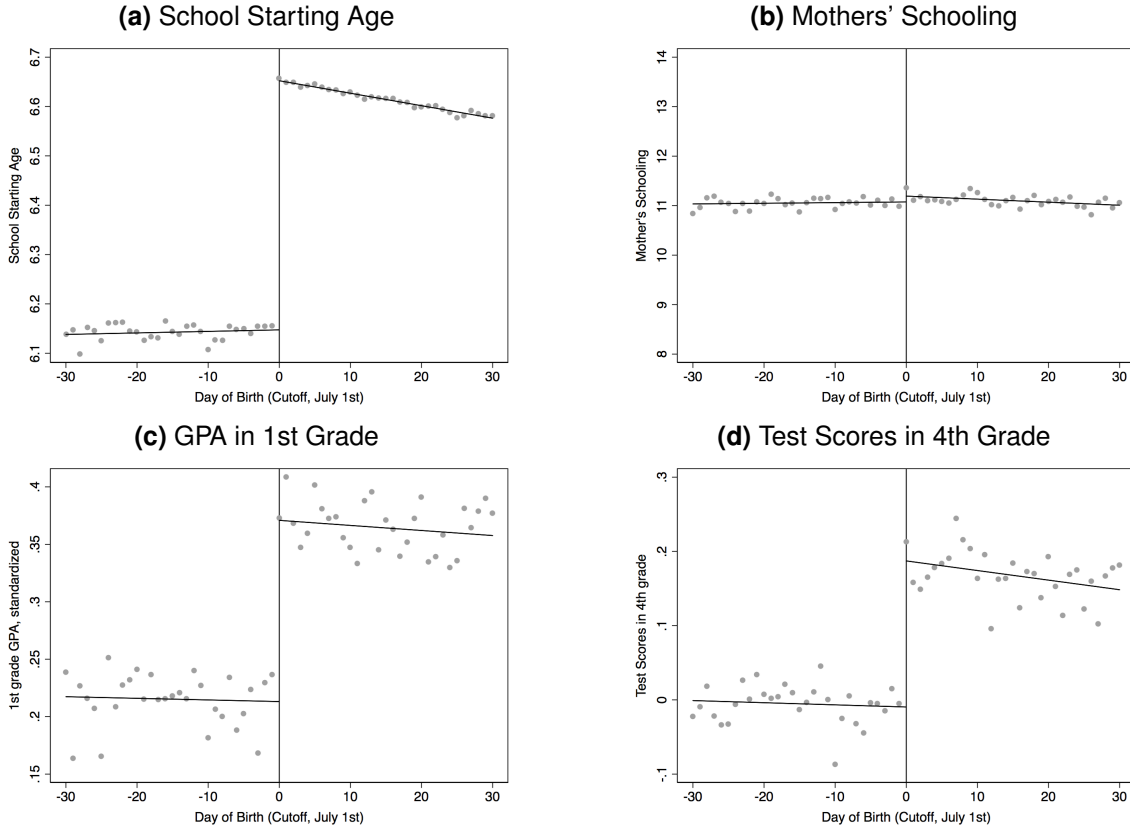 (a) School Starting Age
School Starting Age
6.7
6.6
6.5
6.4
6.3
6.2
6.1
-30 -20 -10 0 10 20 30
Day of Birth (Cutoff, July 1st)
(b) Mothers' Schooling
Mother's Schooling
14
13
12
11
10
9
8
-30 -20 -10 0 10 20 30
Day of Birth (Cutoff, July 1st)
(c) GPA in 1st Grade
1st grade GPA, standardized
.4
.35
.3
.25
.2
.15
-30 -20 -10 0 10 20 30
Day of Birth (Cutoff, July 1st)
(d) Test Scores in 4th Grade
Test Scores in 4th grade
.3
.2
.1
0
-.1
-30 -20 -10 0 10 20 30
Day of Birth (Cutoff, July 1st)